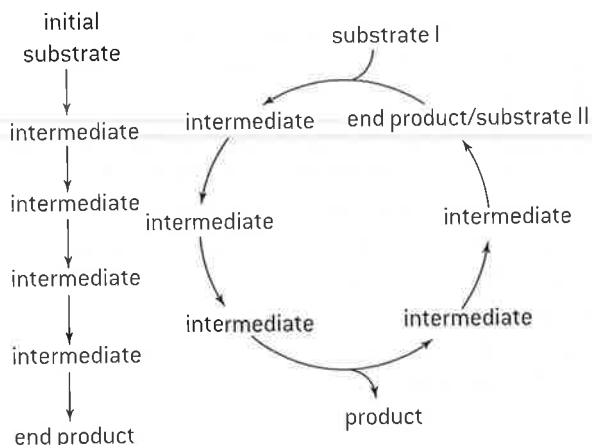 initial
substrate
intermediate
intermediate
intermediate
intermediate
end product
substrate I
intermediate
end product/substrate II
intermediate
intermediate
intermediate
intermediate
product